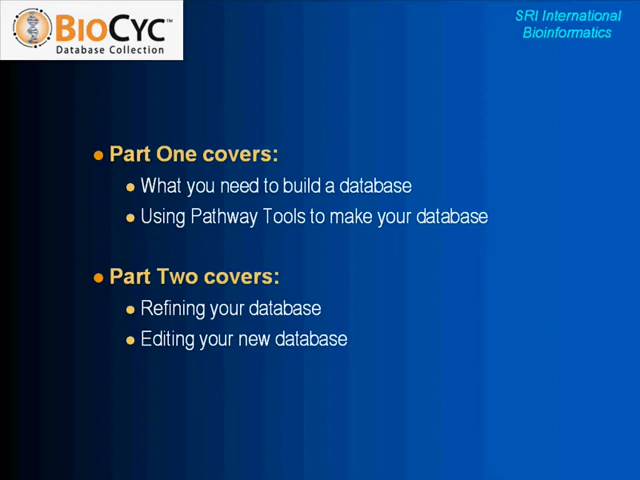 BioCyc™
Database Collection
SRI International
Bioinformatics
Part One covers:
What you need to build a database
Using Pathway Tools to make your database
Part Two covers:
Refining your database
Editing your new database